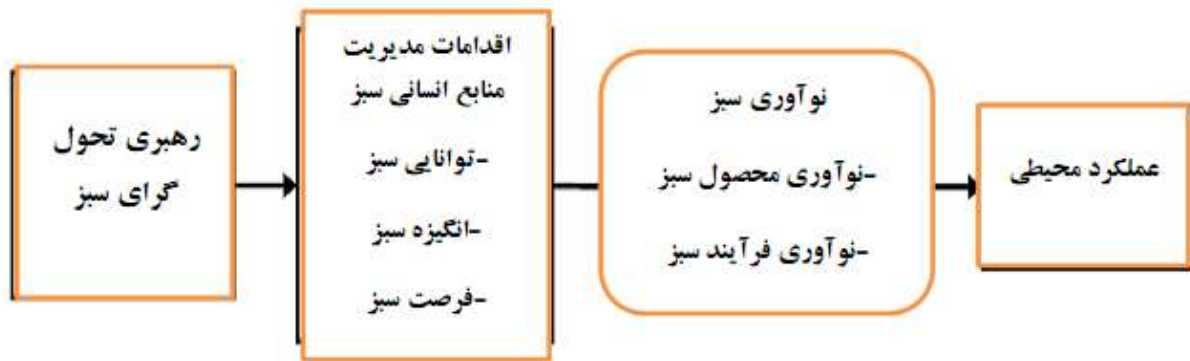 رهبری تحول
گرای سبز
اقدامات مدیریت
منابع انسانی سبز
-توانایی سبز
-انگیزه سبز
-فرصت سبز
نوآوری سبز
-نوآوری محصول سبز
-نوآوری فرآیند سبز
عملکرد محیطی